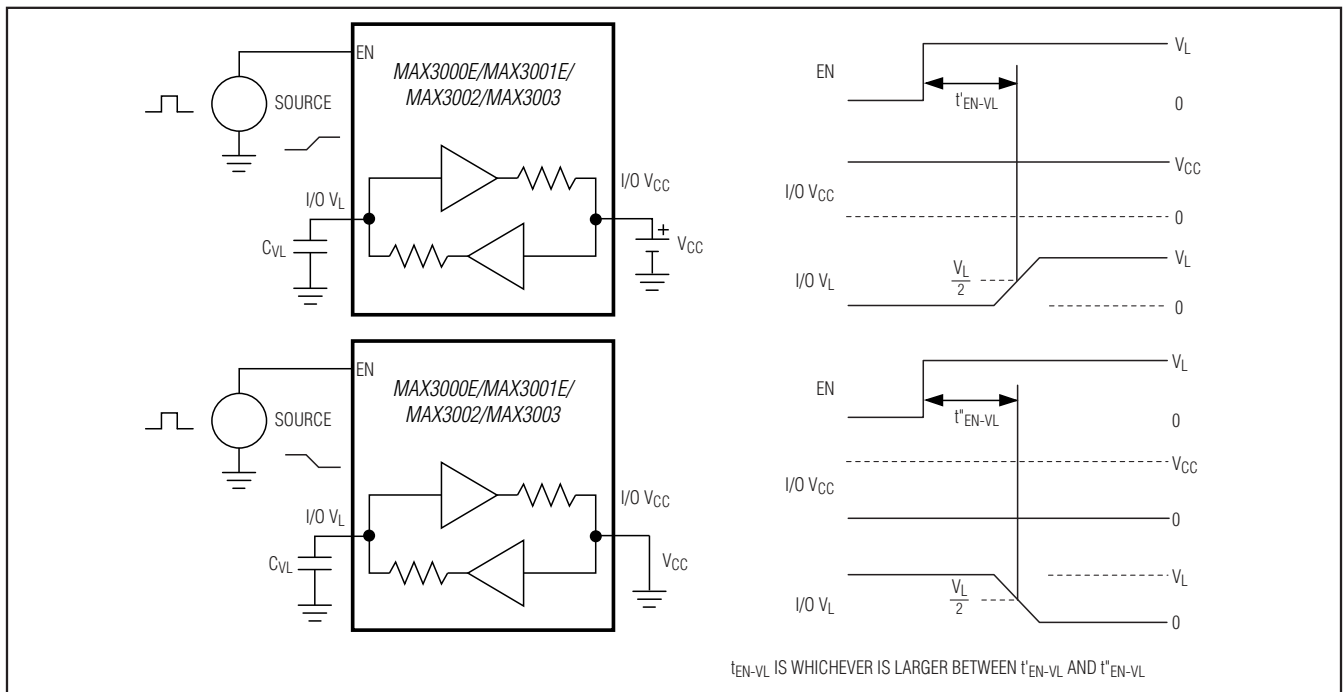 EN
MAX3000E/MAX3001E/
MAX3002/MAX3003
SOURCE
I/O VL
I/O VCC
CVL
+
VCC
EN
VL
t'EN-VL
0
I/O VCC
VCC
0
I/O VL
VL
2
VL
0
EN
MAX3000E/MAX3001E/
MAX3002/MAX3003
SOURCE
I/O VL
I/O VCC
CVL
VCC
EN
VL
t"EN-VL
0
I/O VCC
VCC
0
I/O VL
VL
2
VL
0
tEN-VL IS WHICHEVER IS LARGER BETWEEN t'EN-VL AND t"EN-VL